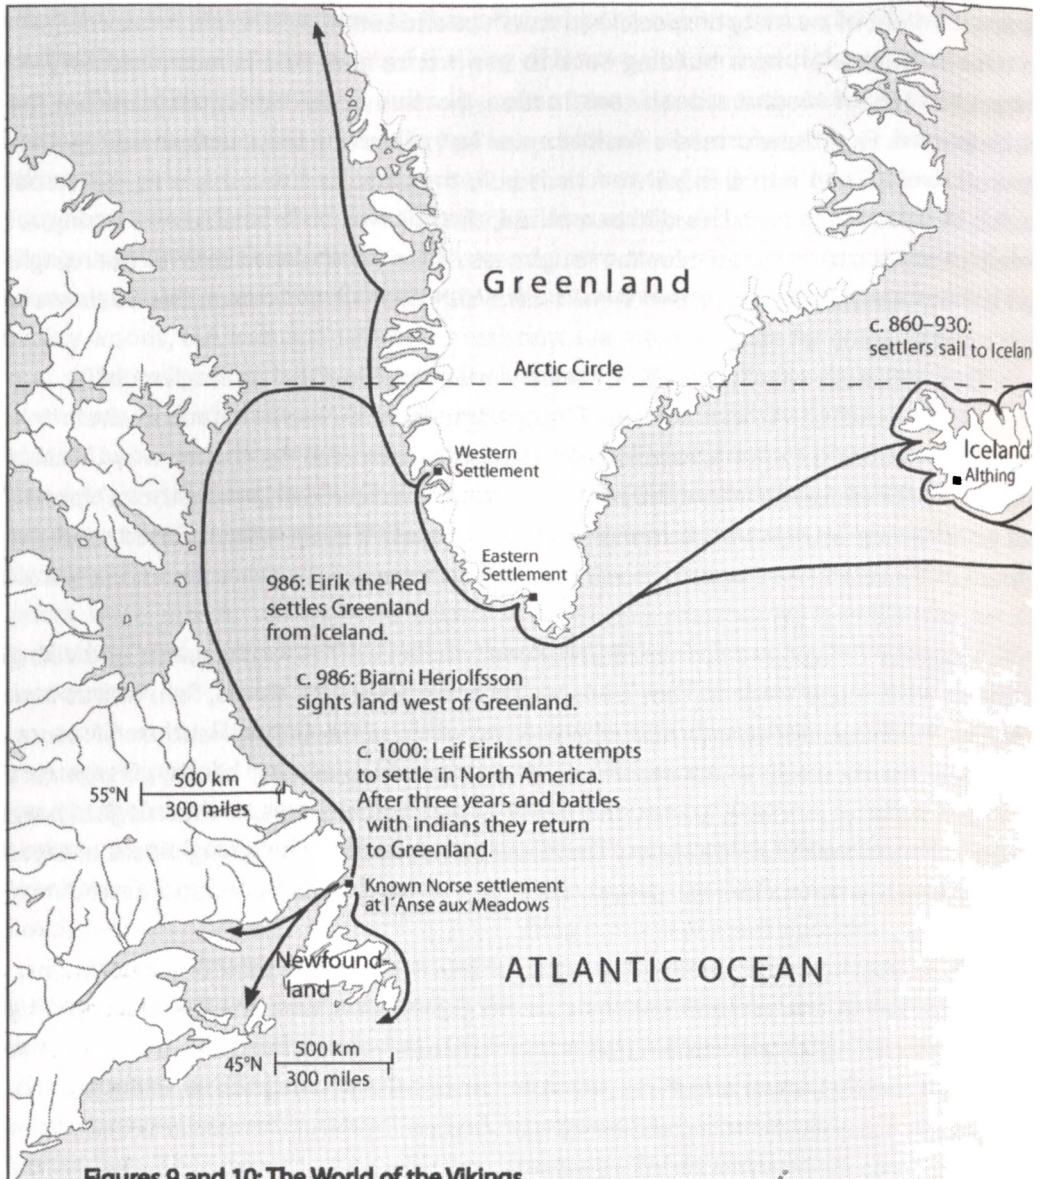 Greenland
c. 860–930:
settlers sail to Icelan
Arctic Circle
Western
Settlement
Iceland
Althing
Eastern
Settlement
986: Eirik the Red
settles Greenland
from Iceland.
c. 986: Bjarni Herjolfsson
sights land west of Greenland.
c. 1000: Leif Eiriksson attempts
to settle in North America.
After three years and battles
with indians they return
to Greenland.
55°N
500 km
300 miles
Known Norse settlement
at l'Anse aux Meadows
Newfound-
land
ATLANTIC OCEAN
45°N
500 km
300 miles
Figures 9 and 10: The World of the Vikings